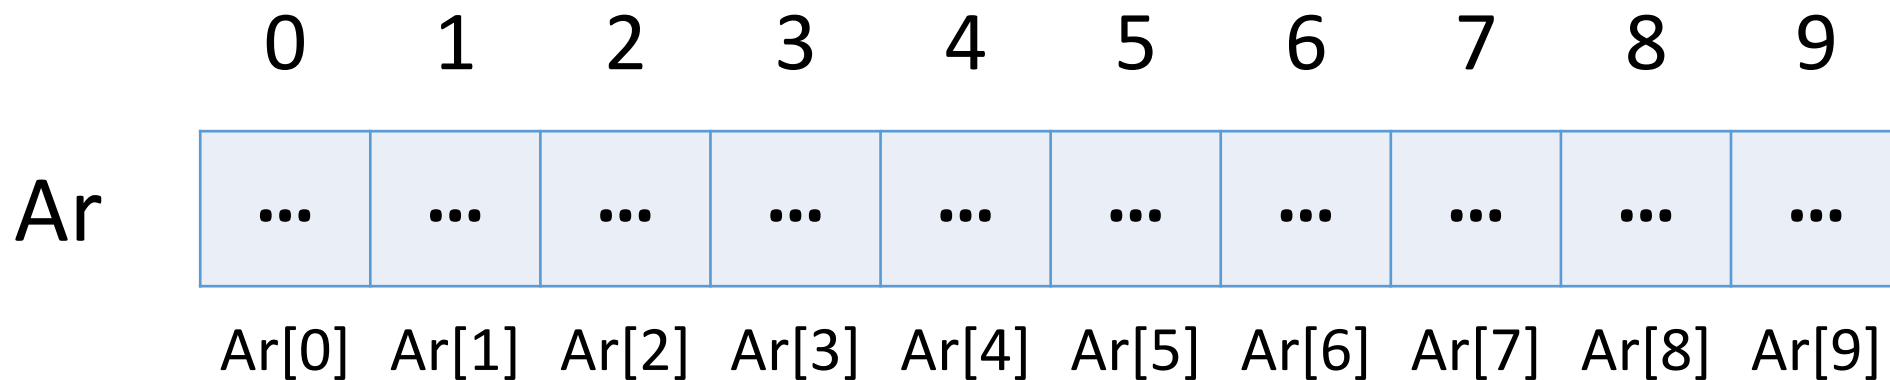 0 1 2 3 4 5 6 7 8 9
Ar ... ... ... ... ... ... ... ... ... ...
Ar[0] Ar[1] Ar[2] Ar[3] Ar[4] Ar[5] Ar[6] Ar[7] Ar[8] Ar[9]